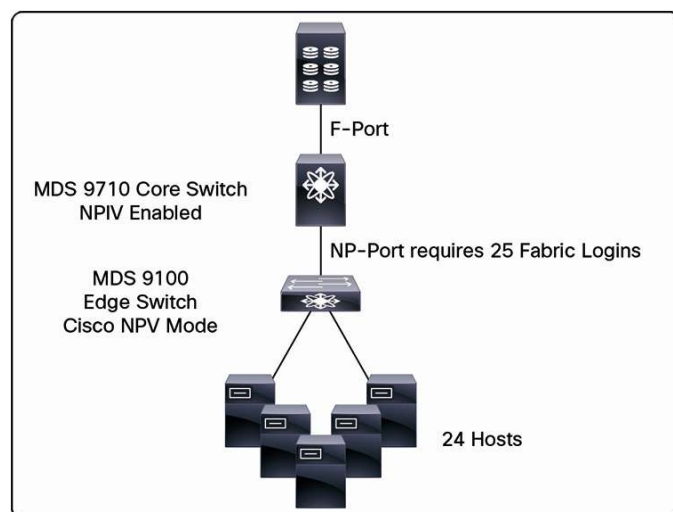 F-Port
MDS 9710 Core Switch
NPIV Enabled
NP-Port requires 25 Fabric Logins
MDS 9100
Edge Switch
Cisco NPV Mode
24 Hosts